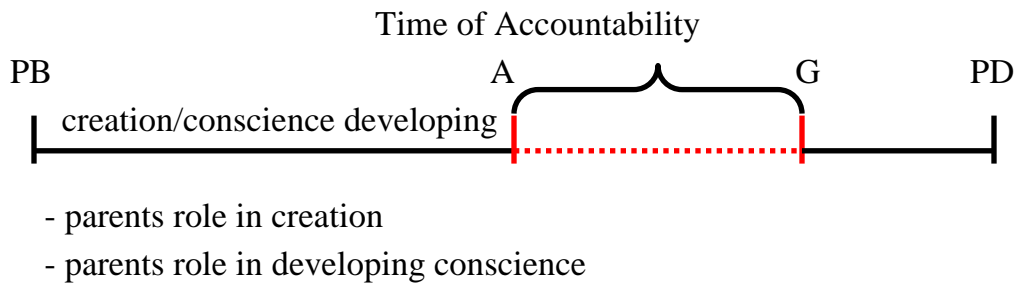 Time of Accountability
PB A G PD
creation/conscience developing
- parents role in creation
- parents role in developing conscience